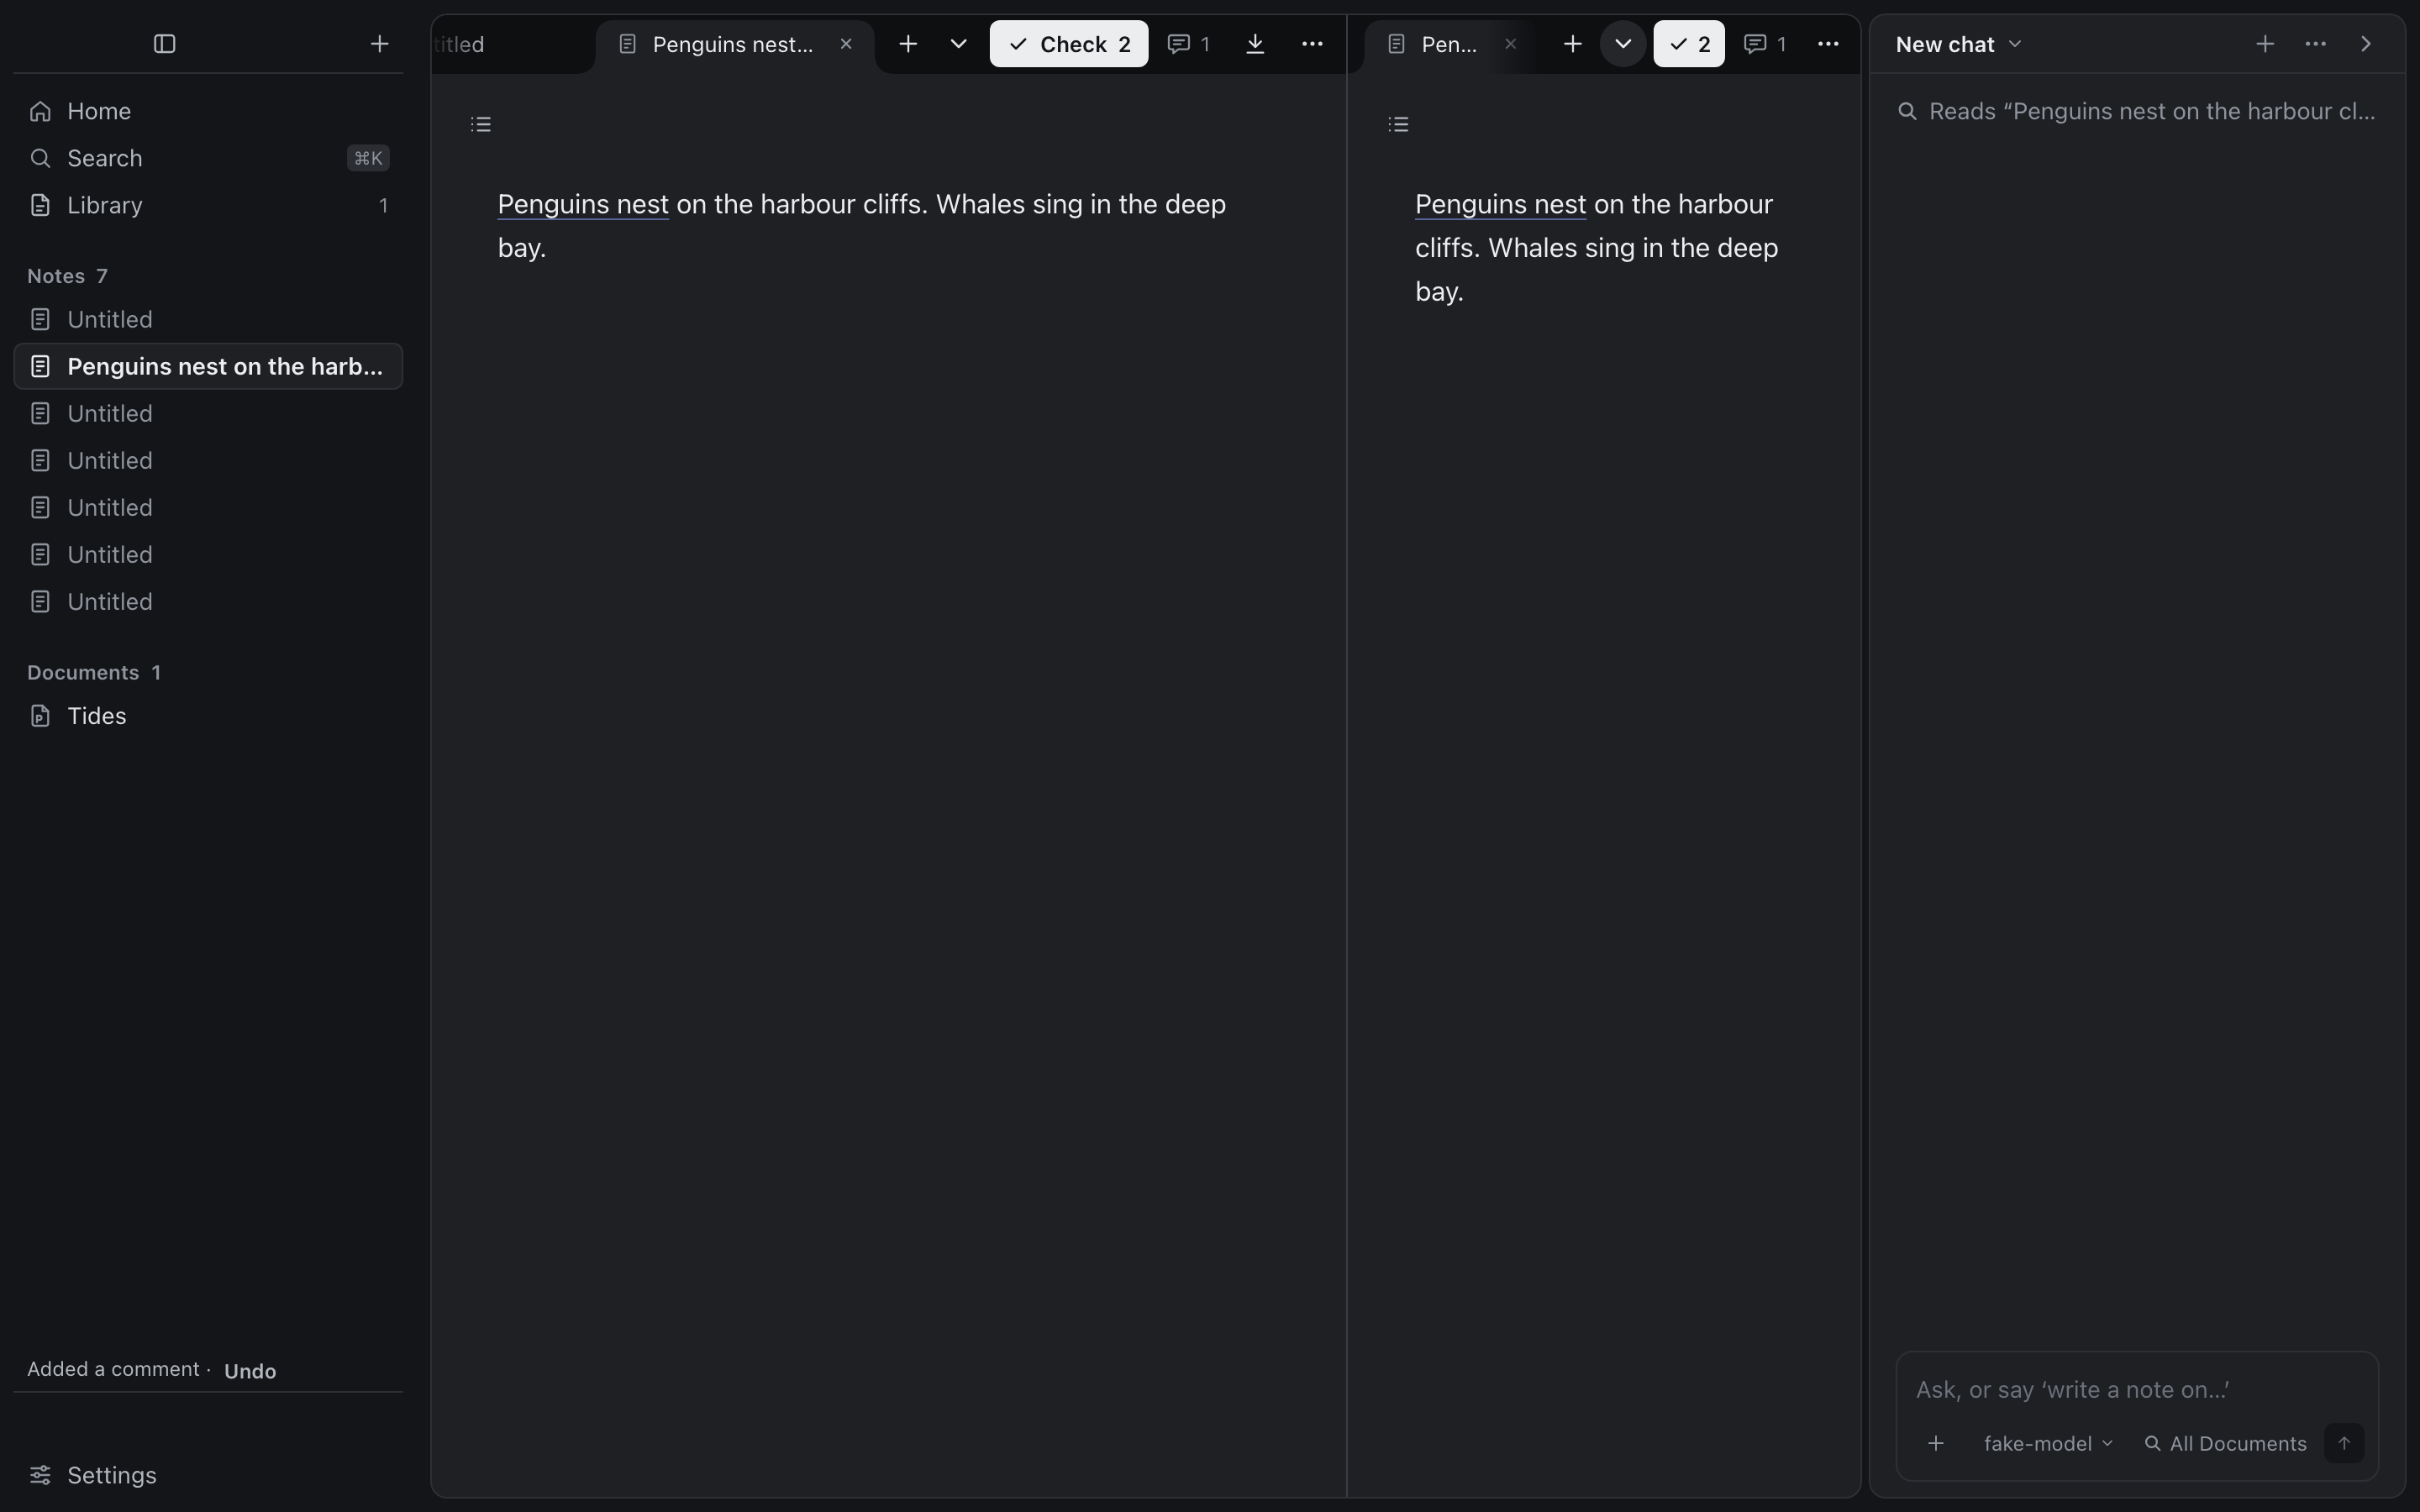 Home
Search ⌘K
Library 1
Notes 7
Untitled
Penguins nest on the harb...
Untitled
Untitled
Untitled
Untitled
Untitled
Documents 1
Tides
Added a comment · Undo
Settings
titled
Penguins nest...
Check 2
1
Penguins nest on the harbour cliffs. Whales sing in the deep
bay.
Pen...
2
1
Penguins nest on the harbour
cliffs. Whales sing in the deep
bay.
New chat
Reads “Penguins nest on the harbour cl...
Ask, or say ‘write a note on...’
fake-model
All Documents